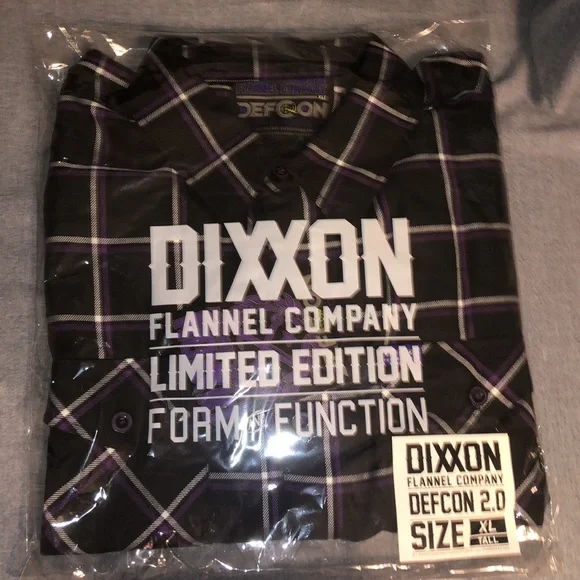 DEFCON
DIXXON
FLANNEL COMPANY
LIMITED EDITION
FORM N FUNCTION
DIXXON
FLANNEL COMPANY
DEFCON 2.0
SIZE XL
TALL